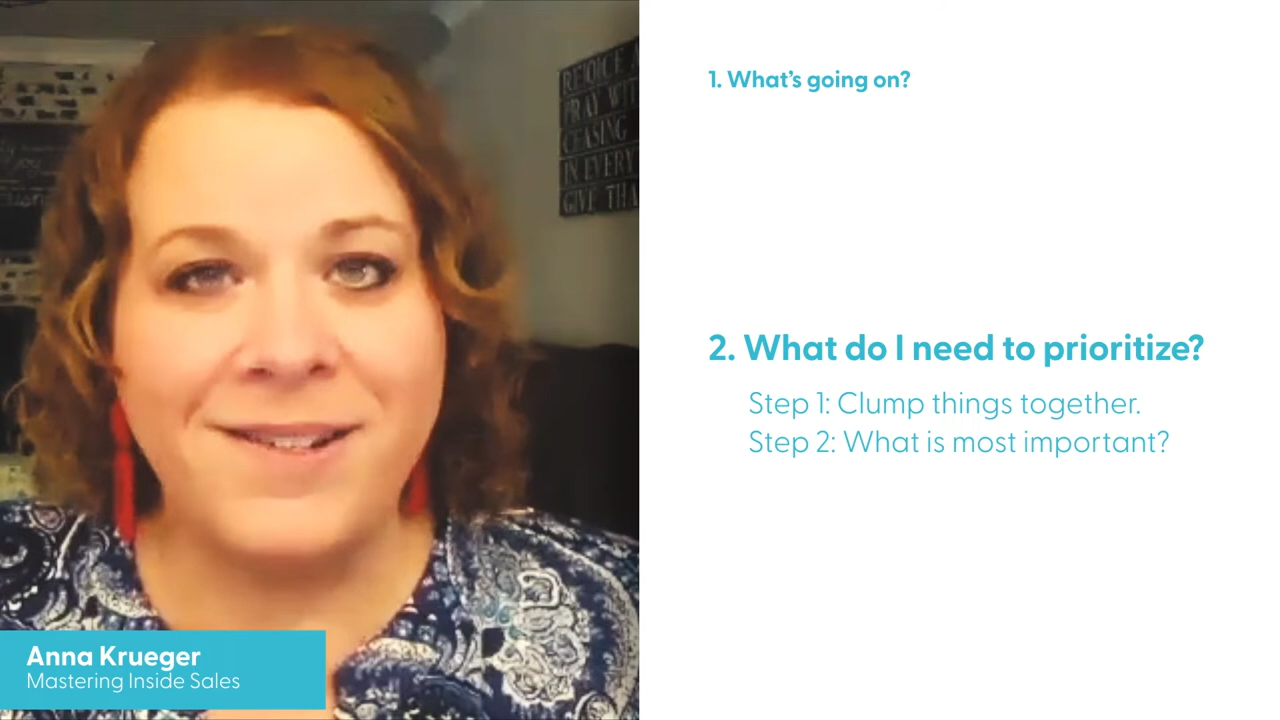 REJOICE A
PRAY WIT
CEASING
IN EVERY
GIVE THA
1. What's going on?
2. What do I need to prioritize?
Step 1: Clump things together.
Step 2: What is most important?
Anna Krueger
Mastering Inside Sales